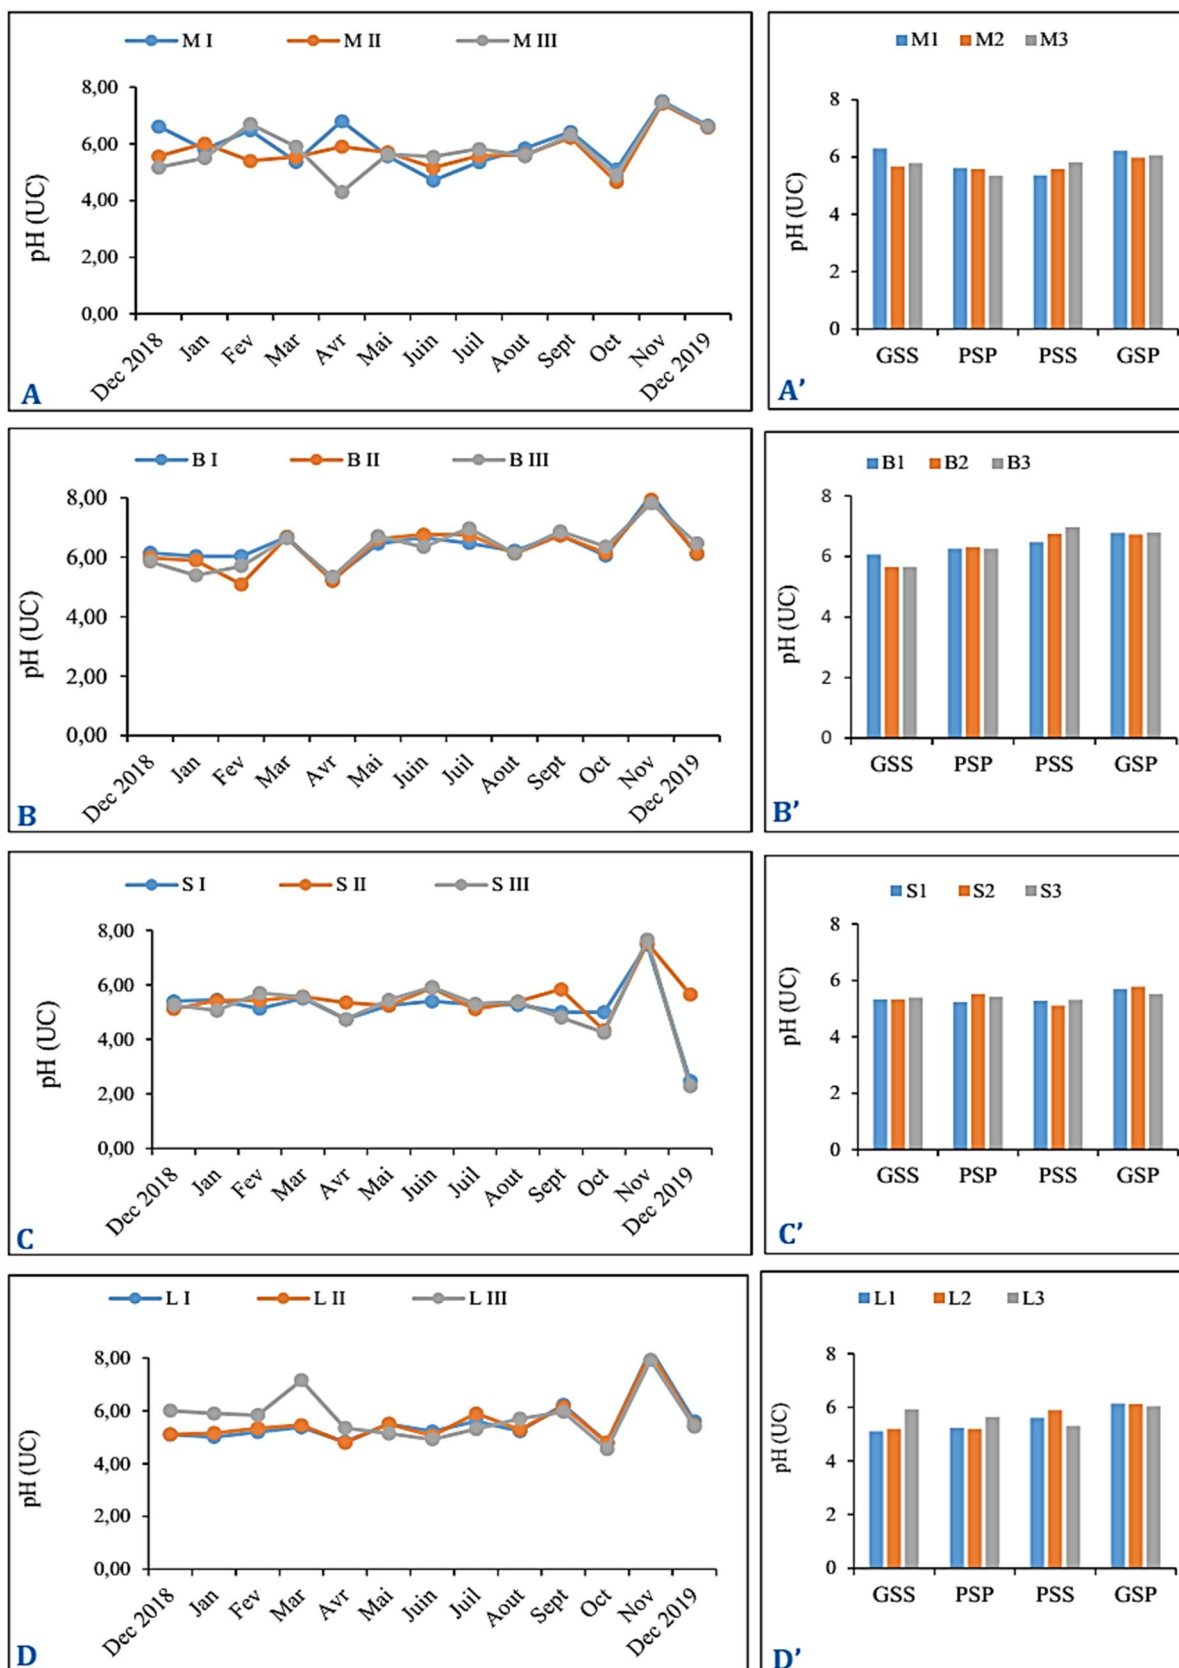 M I M II M III
8,00
6,00
4,00
2,00
0,00
pH (UC)
Dec 2018 Jan Fev Mar Avr Mai Juin Juil Aout Sept Oct Nov Dec 2019
A
M1 M2 M3
8
6
4
2
0
pH (UC)
GSS PSP PSS GSP
A’
B I B II B III
8,00
6,00
4,00
2,00
0,00
pH (UC)
Dec 2018 Jan Fev Mar Avr Mai Juin Juil Aout Sept Oct Nov Dec 2019
B
B1 B2 B3
8
6
4
2
0
pH (UC)
GSS PSP PSS GSP
B’
S I S II S III
8,00
6,00
4,00
2,00
0,00
pH (UC)
Dec 2018 Jan Fev Mar Avr Mai Juin Juil Aout Sept Oct Nov Dec 2019
C
S1 S2 S3
8
6
4
2
0
pH (UC)
GSS PSP PSS GSP
C’
L I L II L III
8,00
6,00
4,00
2,00
0,00
pH (UC)
Dec 2018 Jan Fev Mar Avr Mai Juin Juil Aout Sept Oct Nov Dec 2019
D
L1 L2 L3
8
6
4
2
0
pH (UC)
GSS PSP PSS GSP
D’